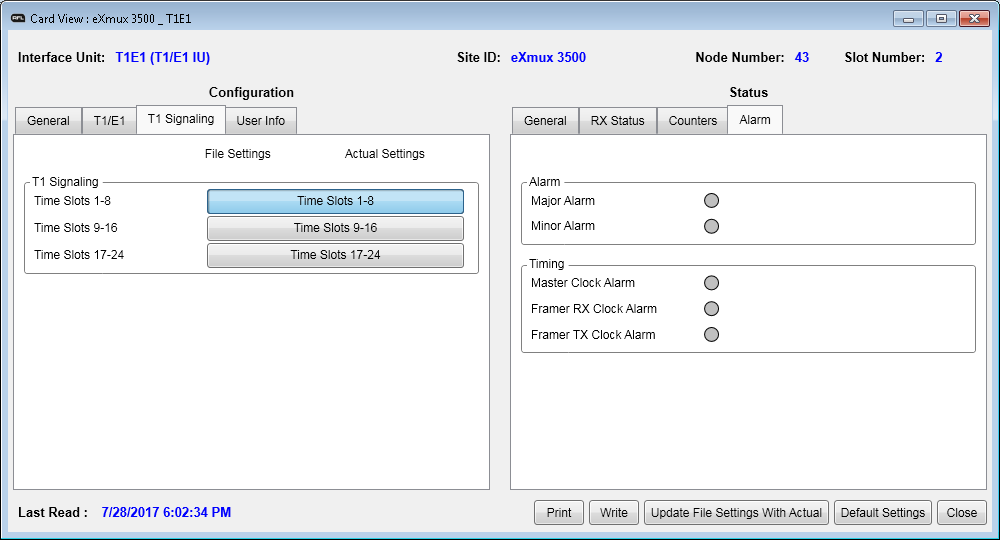 AFL Card View : eXmux 3500 _ T1E1
Interface Unit: T1E1 (T1/E1 IU) Site ID: eXmux 3500 Node Number: 43 Slot Number: 2
Configuration
General T1/E1 T1 Signaling User Info
File Settings Actual Settings
T1 Signaling
Time Slots 1-8 Time Slots 1-8
Time Slots 9-16 Time Slots 9-16
Time Slots 17-24 Time Slots 17-24
Status
General RX Status Counters Alarm
Alarm
Major Alarm
Minor Alarm
Timing
Master Clock Alarm
Framer RX Clock Alarm
Framer TX Clock Alarm
Last Read : 7/28/2017 6:02:34 PM Print Write Update File Settings With Actual Default Settings Close